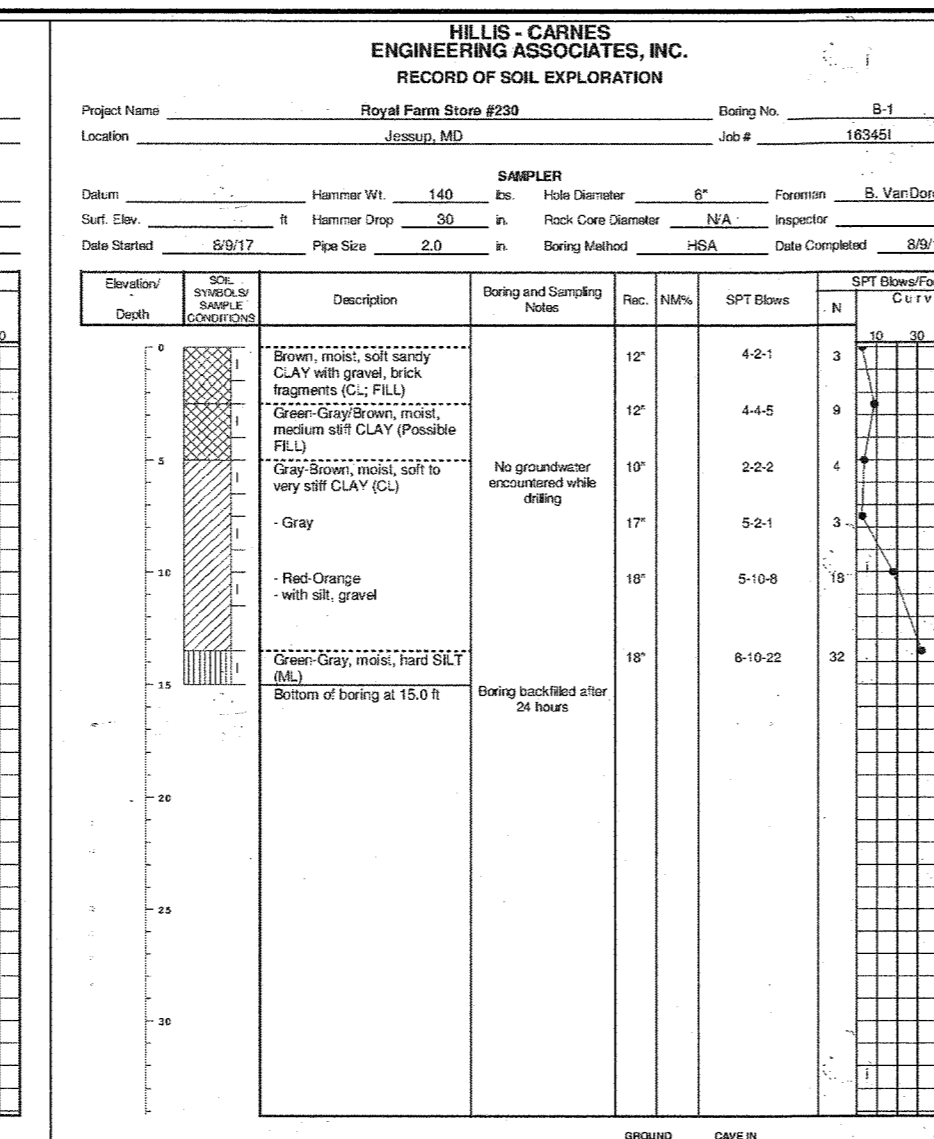 HILLIS - CARNES
ENGINEERING ASSOCIATES, INC.
RECORD OF SOIL EXPLORATION
Project Name Royal Farm Store #230 Boring No. B-1
Location Jessup, MD Job # 16345I
SAMPLER
Datum Hammer Wt. 140 lbs. Hole Diameter 6" Foreman B. VanDor
Surf. Elev. ft Hammer Drop 30 in. Rock Core Diameter N/A Inspector
Date Started 8/9/17 Pipe Size 2.0 in. Boring Method HSA Date Completed 8/9/
Elevation/ Depth SOIL SYMBOLS/ SAMPLE CONDITIONS Description Boring and Sampling Notes Rec. NM% SPT Blows N SPT Blows/Fo
Curv
10 30
0
Brown, moist, soft sandy 12" 4-2-1 3
CLAY with gravel, brick
fragments (CL; FILL)
Green-Gray/Brown, moist, 12" 4-4-5 9
medium stiff CLAY (Possible
FILL)
5
Gray-Brown, moist, soft to No groundwater 10" 2-2-2 4
very stiff CLAY (CL) encountered while
drilling
- Gray 17" 5-2-1 3
10
- Red-Orange 18" 5-10-8 18
- with silt, gravel
Green-Gray, moist, hard SILT 18" 6-10-22 32
(ML)
15
Bottom of boring at 15.0 ft Boring backfilled after
24 hours
20
25
30
GROUND CAVE IN